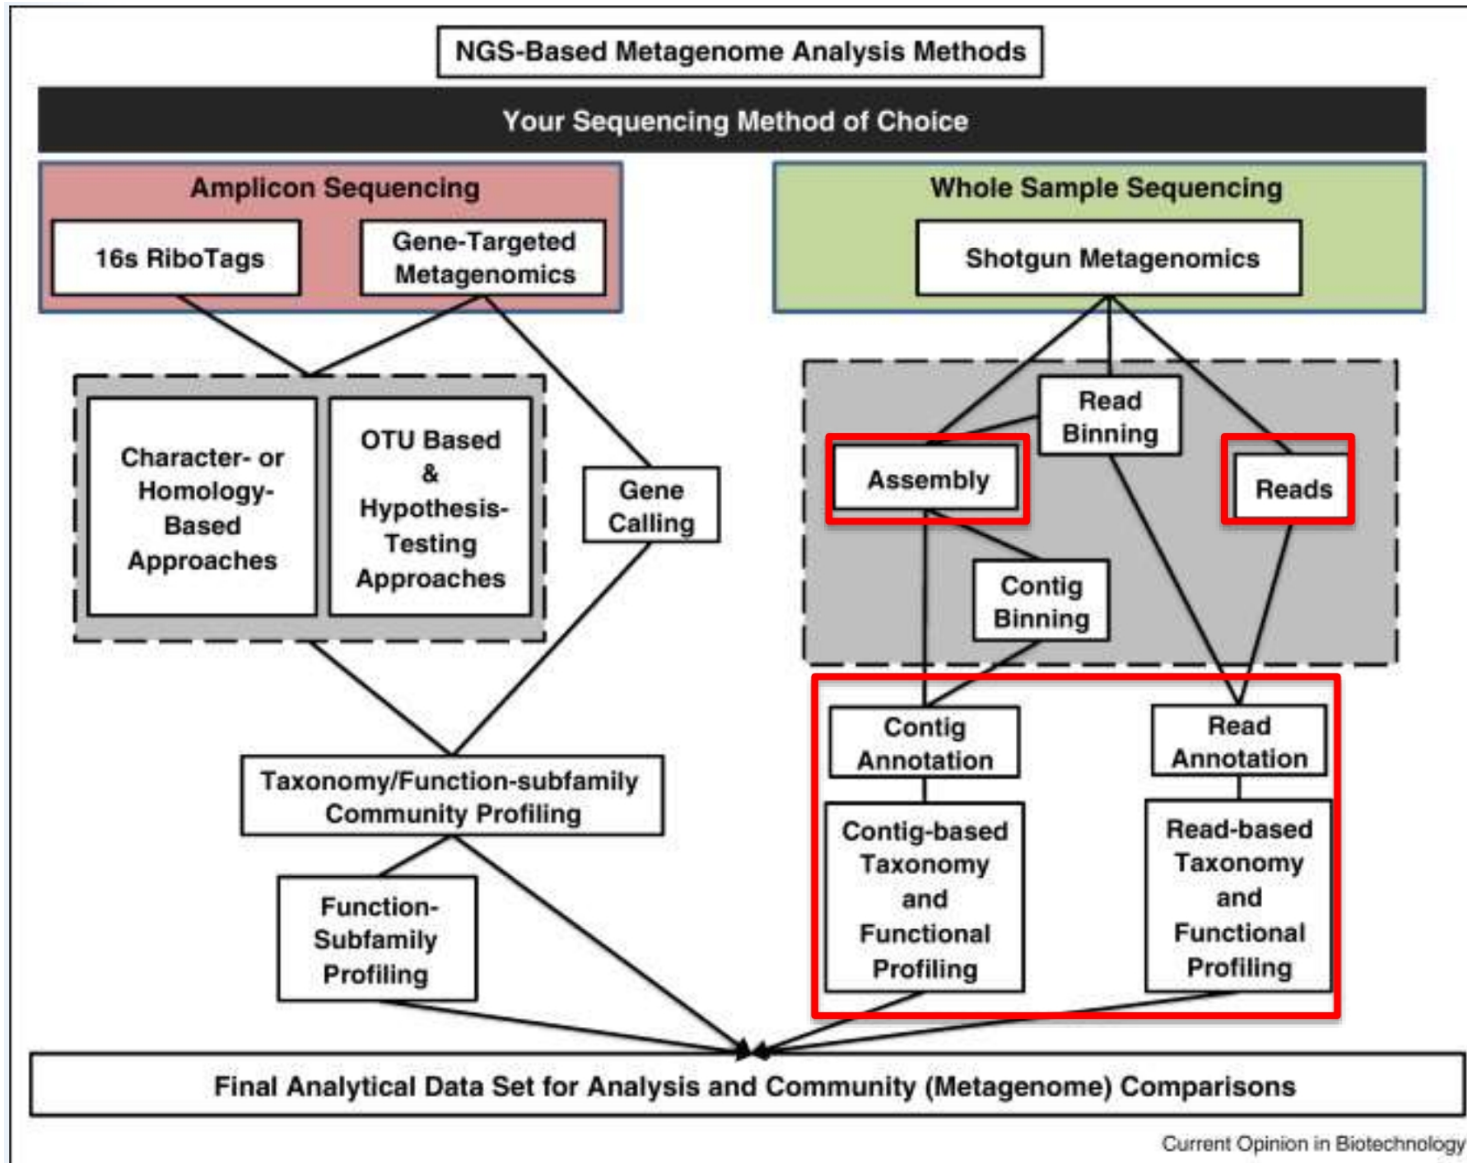 NGS-Based Metagenome Analysis Methods
Your Sequencing Method of Choice
Amplicon Sequencing
16s RiboTags
Gene-Targeted
Metagenomics
Whole Sample Sequencing
Shotgun Metagenomics
Character- or
Homology-
Based
Approaches
OTU Based
&
Hypothesis-
Testing
Approaches
Gene
Calling
Read
Binning
Assembly
Reads
Contig
Binning
Taxonomy/Function-subfamily
Community Profiling
Function-
Subfamily
Profiling
Contig
Annotation
Read
Annotation
Contig-based
Taxonomy
and
Functional
Profiling
Read-based
Taxonomy
and
Functional
Profiling
Final Analytical Data Set for Analysis and Community (Metagenome) Comparisons
Current Opinion in Biotechnology